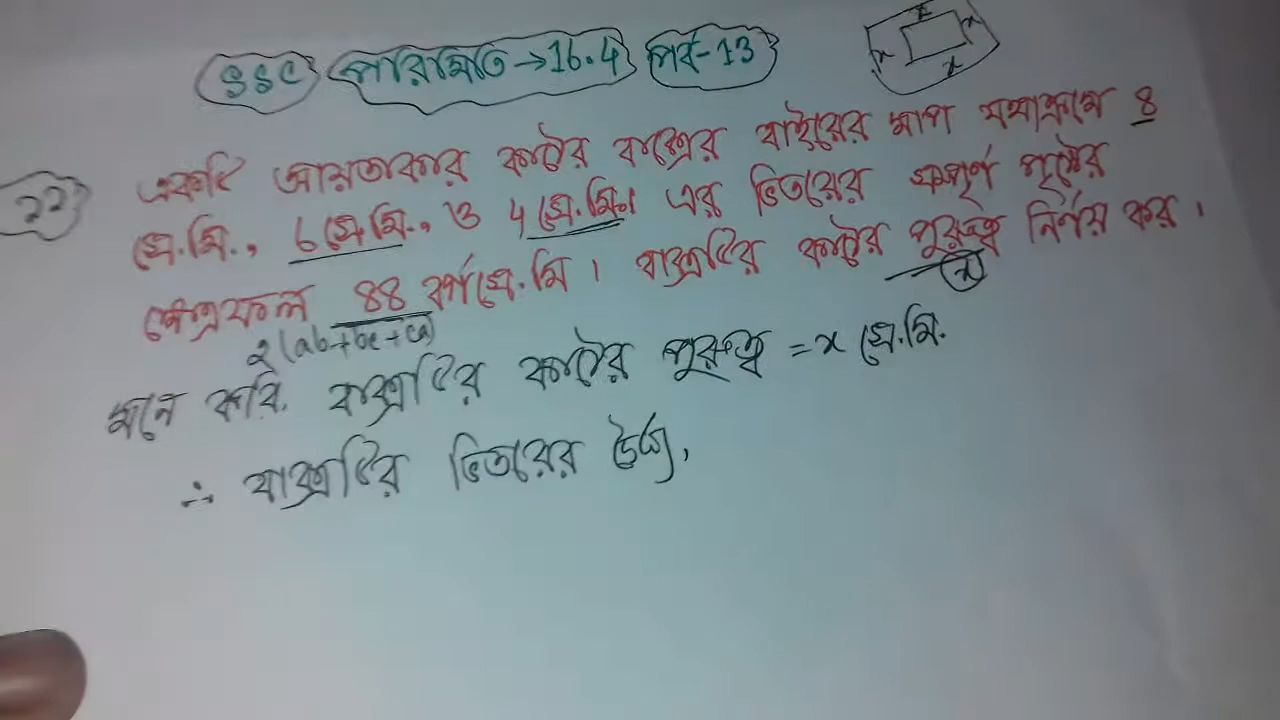 SSC পরিমিতি →16.4 পর্ব-13
x x x x
22 একটি আয়তাকার কাঠের বাক্সের বাইরের মাপ যথাক্রমে 8
সে.মি., 6 সে.মি., ও 4 সে.মি.। এর ভিতরের সম্পূর্ণ পৃষ্ঠের
ক্ষেত্রফল 88 বর্গসে.মি। বাক্সটির কাঠের পুরুত্ব নির্ণয় কর।
(x)
2(ab+bc+ca)
মনে করি, বাক্সটির কাঠের পুরুত্ব = x সে.মি.
∴ বাক্সটির ভিতরের দৈর্ঘ্য,